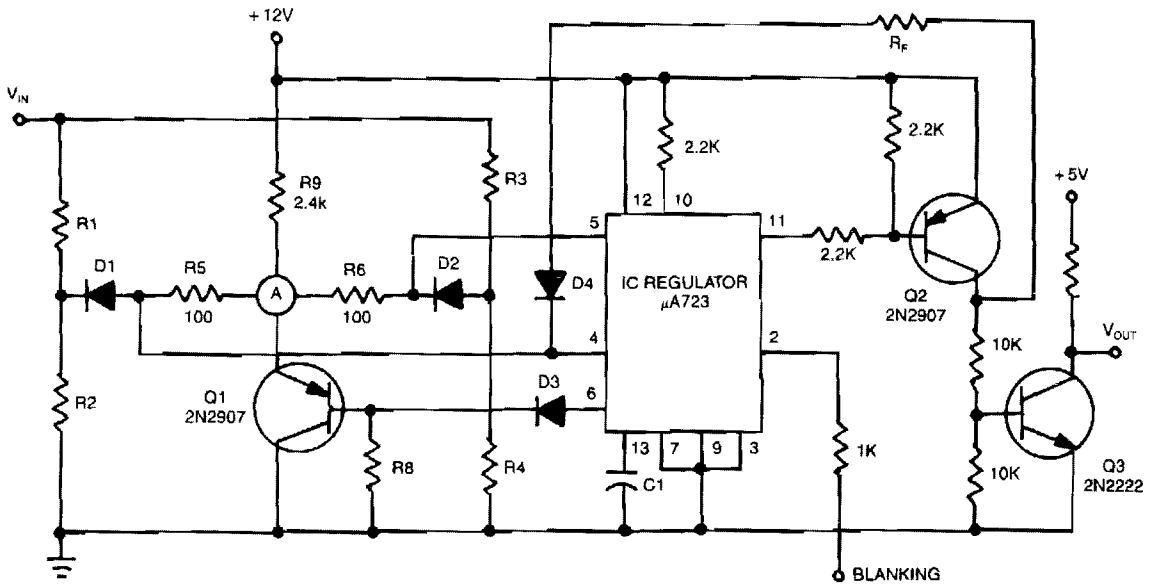 + 12V
R_F
V_IN
2.2K
2.2K
+ 5V
R9
2.4k
R3
R1
12 10
5 11
D1 R5 R6 D2
2.2K
A
D4
IC REGULATOR
μA723
100 100
Q2
2N2907
V_OUT
4 2
10K
R2
Q1
2N2907
D3 6
1K
R8 R4
13 7 9 3
C1
10K
Q3
2N2222
BLANKING